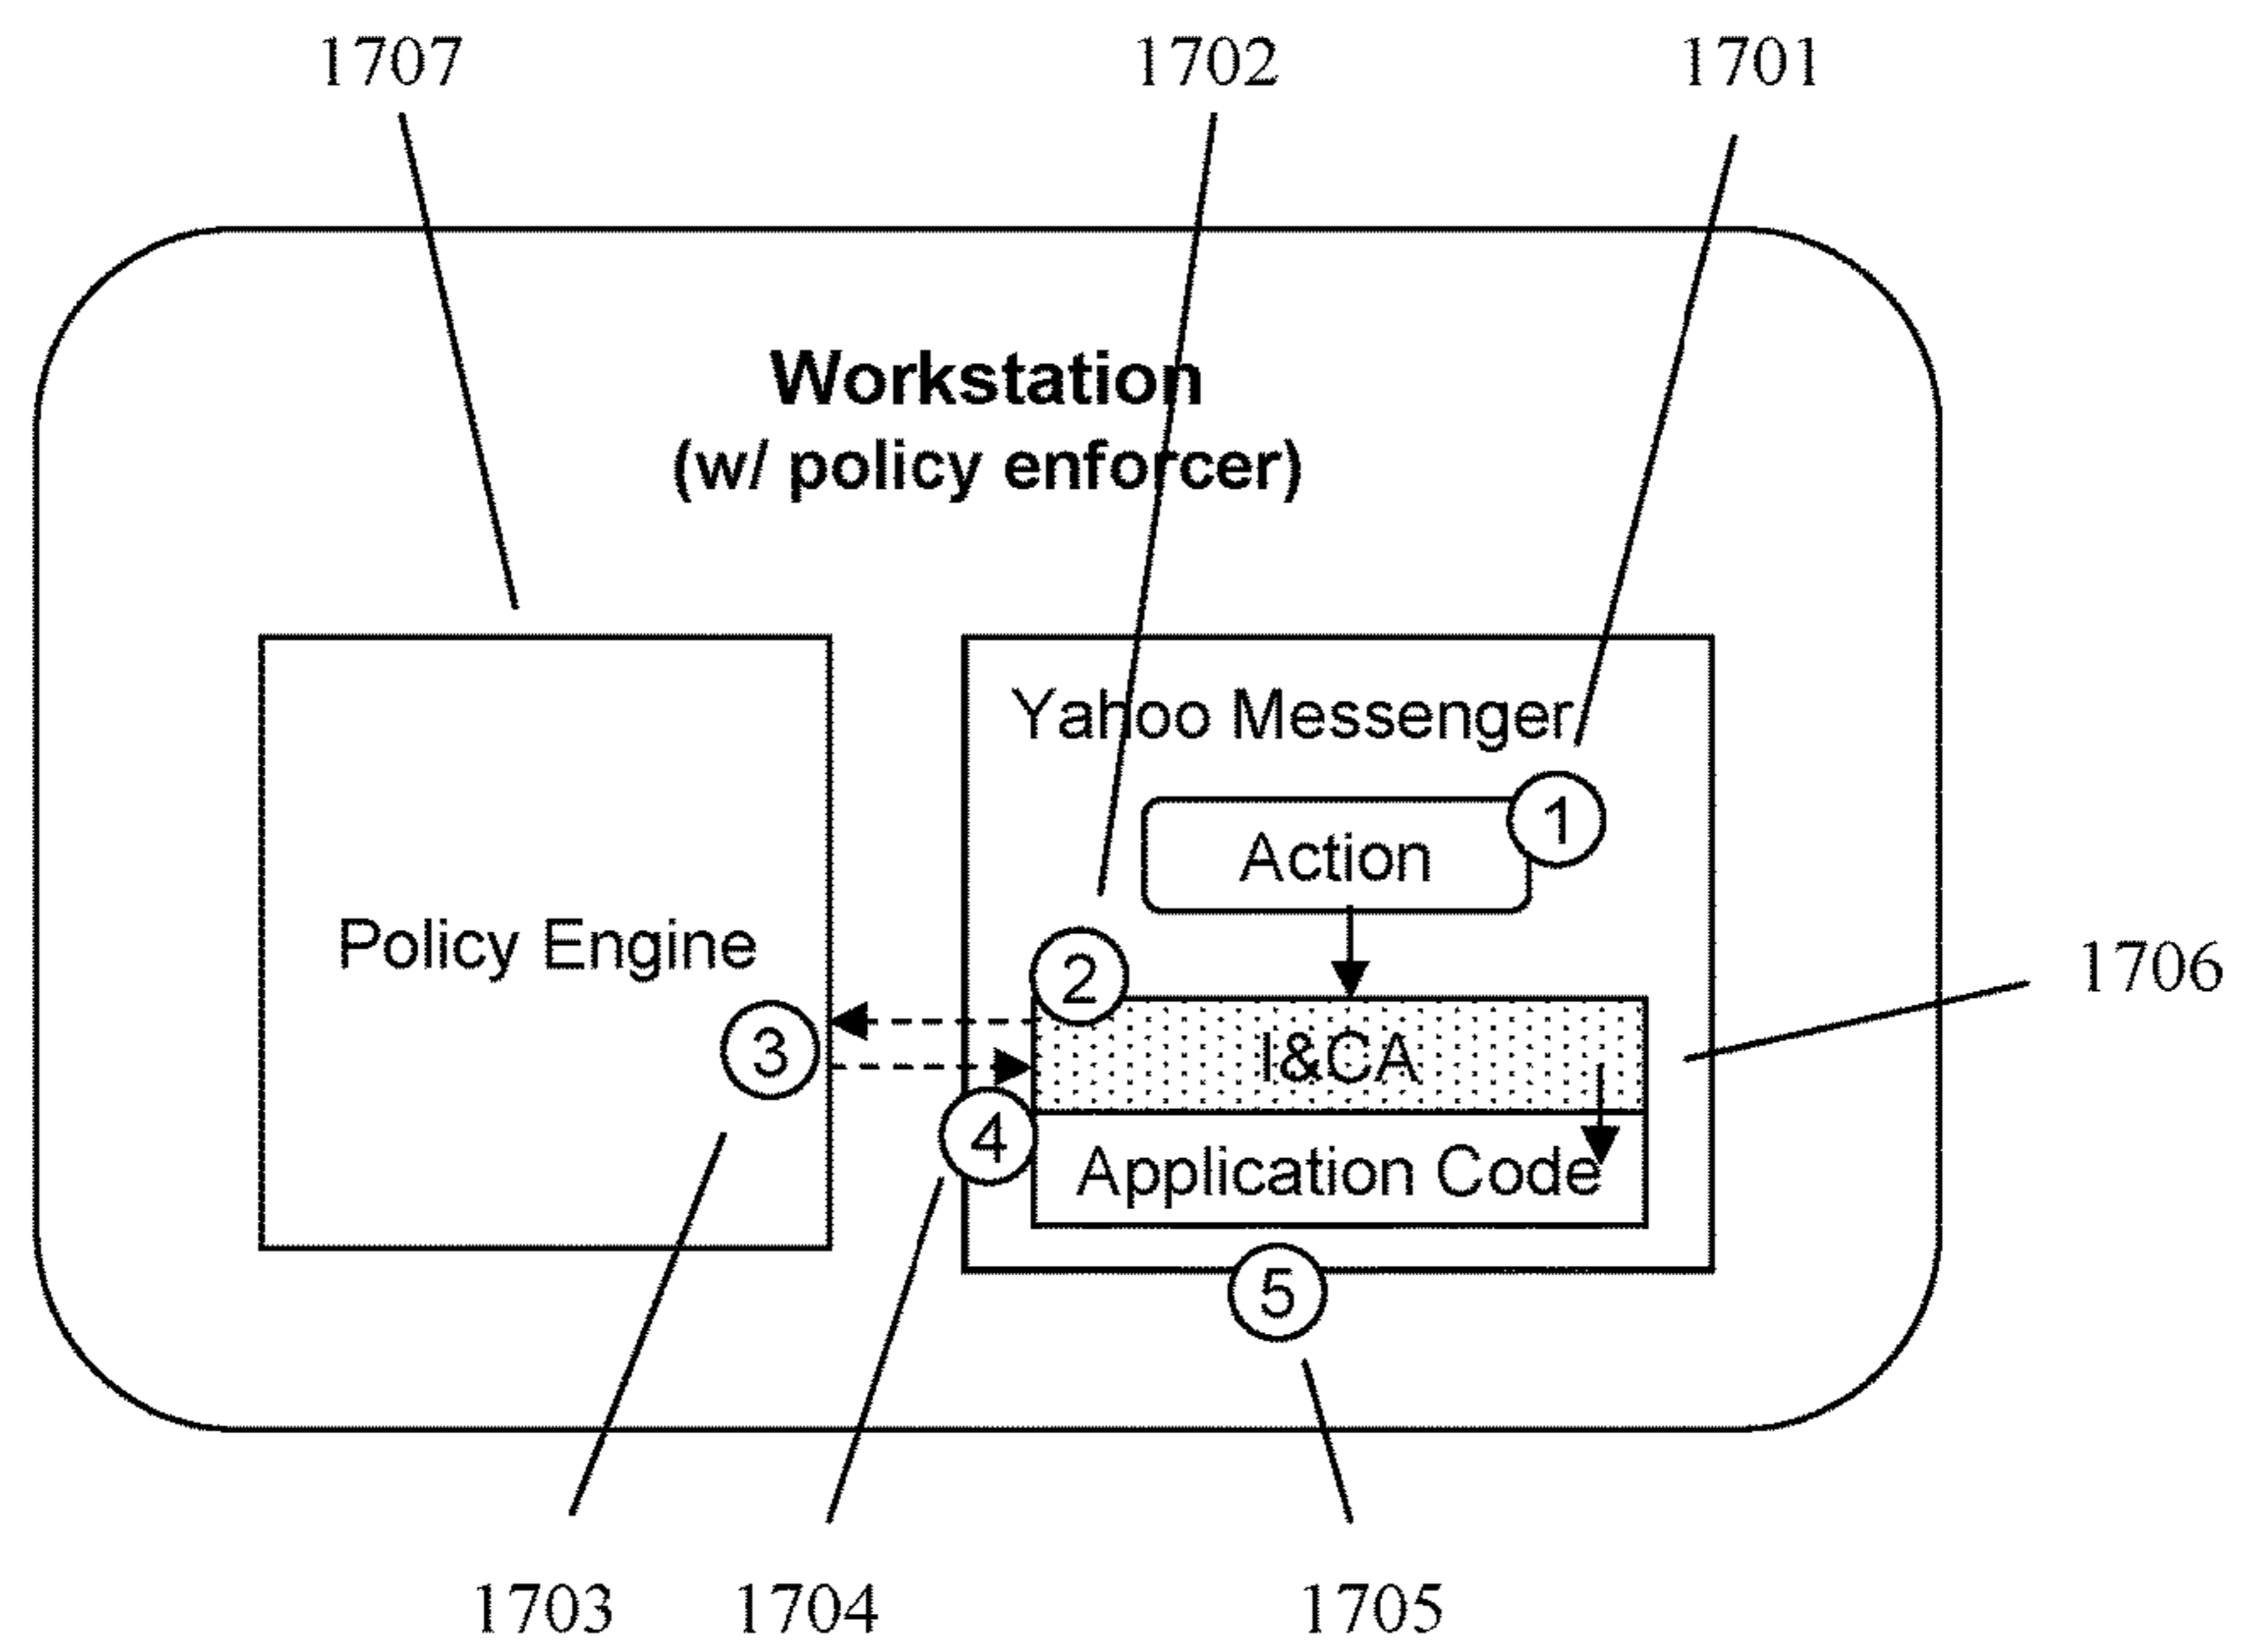 1707
1702
1701
Workstation
(w/ policy enforcer)
Yahoo Messenger
1
Action
Policy Engine
2
1706
3
I&CA
4
Application Code
5
1703
1704
1705